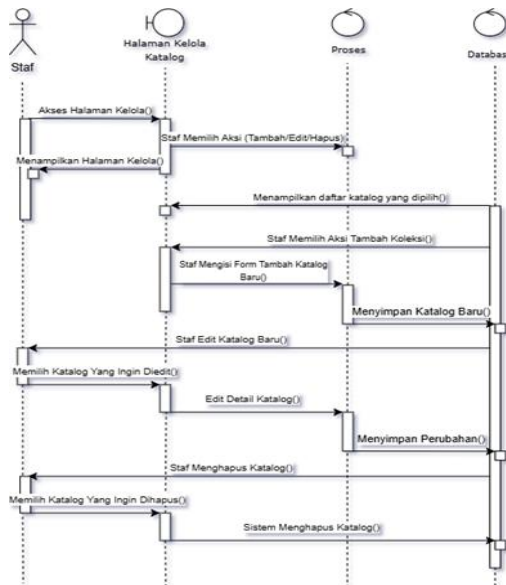 Staf
Halaman Kelola
Katalog
Proses
Databas
Akses Halaman Kelola()
Staf Memilih Aksi (Tambah/Edit/Hapus)
Menampilkan Halaman Kelola()
Menampilkan daftar katalog yang dipilih()
Staf Memilih Aksi Tambah Koleksi()
Staf Mengisi Form Tambah Katalog
Baru()
Menyimpan Katalog Baru()
Staf Edit Katalog Baru()
Memilih Katalog Yang Ingin Diedit()
Edit Detail Katalog()
Menyimpan Perubahan()
Staf Menghapus Katalog()
Memilih Katalog Yang Ingin Dihapus()
Sistem Menghapus Katalog()